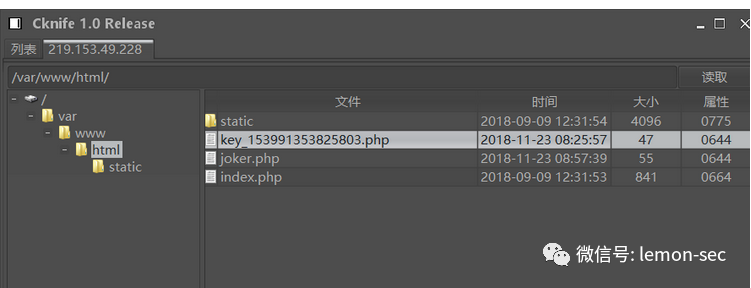 Cknife 1.0 Release
列表 219.153.49.228
/var/www/html/ 读取
/
var
www
html
static
文件 时间 大小 属性
static 2018-09-09 12:31:54 4096 0775
key_153991353825803.php 2018-11-23 08:25:57 47 0644
joker.php 2018-11-23 08:57:39 55 0644
index.php 2018-09-09 12:31:53 841 0664
微信号: lemon-sec